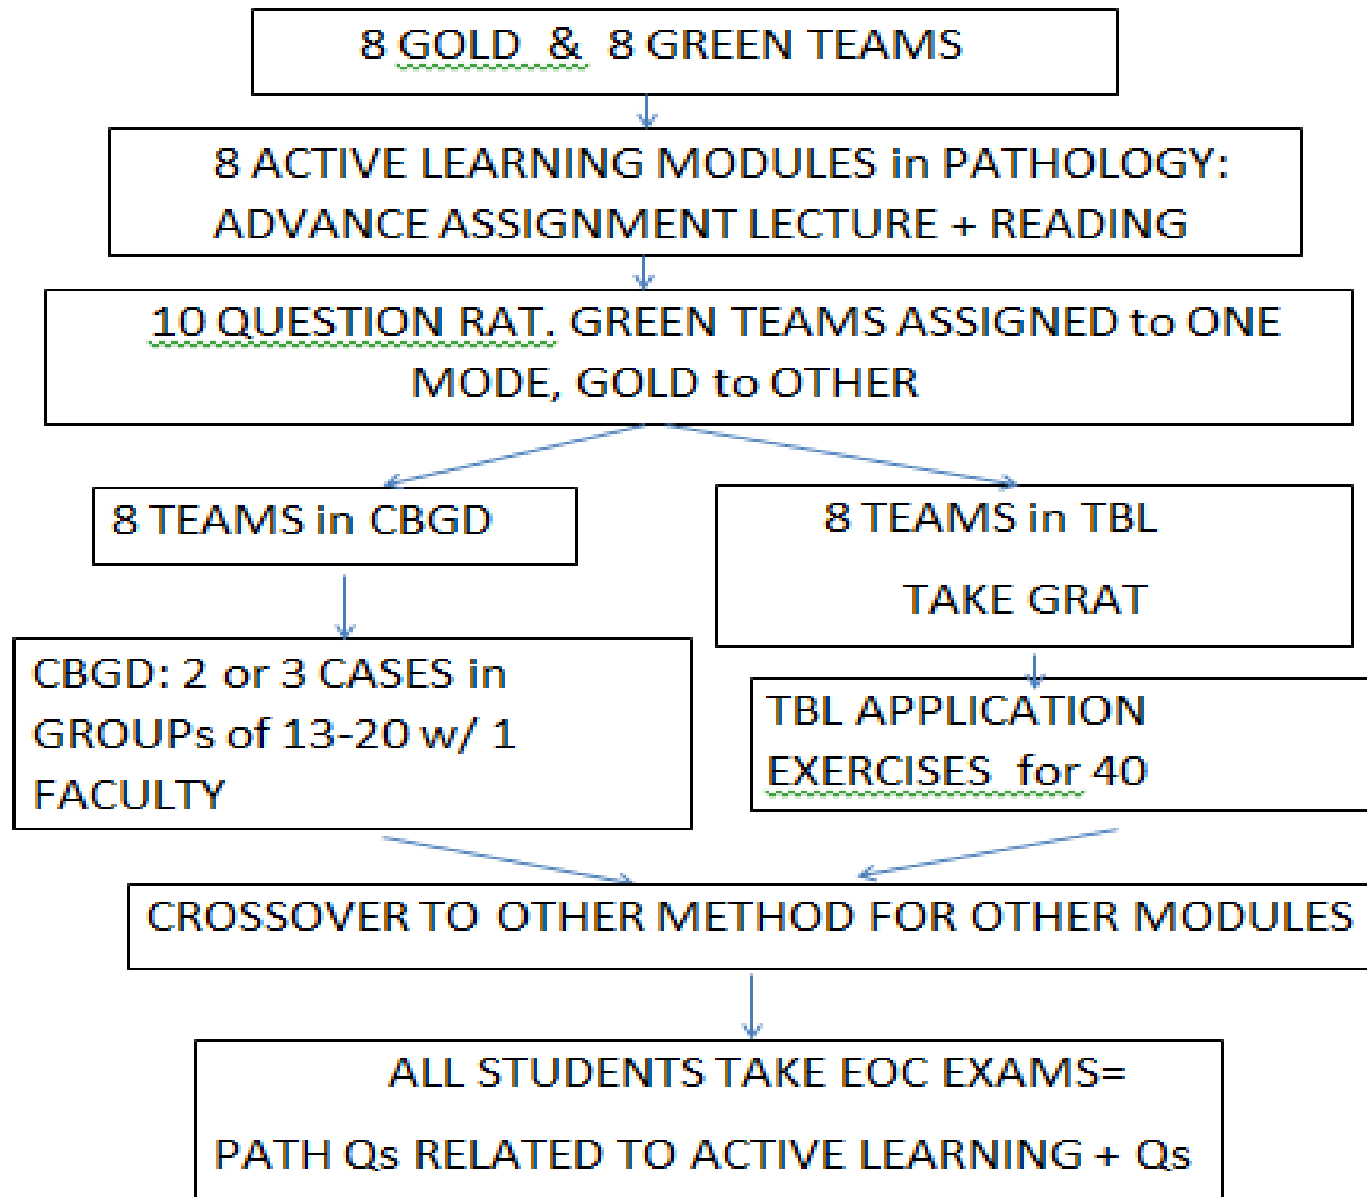 8 GOLD & 8 GREEN TEAMS
8 ACTIVE LEARNING MODULES in PATHOLOGY:
ADVANCE ASSIGNMENT LECTURE + READING
10 QUESTION RAT. GREEN TEAMS ASSIGNED to ONE
MODE, GOLD to OTHER
8 TEAMS in CBGD
8 TEAMS in TBL
TAKE GRAT
CBGD: 2 or 3 CASES in
GROUPs of 13-20 w/ 1
FACULTY
TBL APPLICATION
EXERCISES for 40
CROSSOVER TO OTHER METHOD FOR OTHER MODULES
ALL STUDENTS TAKE EOC EXAMS=
PATH Qs RELATED TO ACTIVE LEARNING + Qs